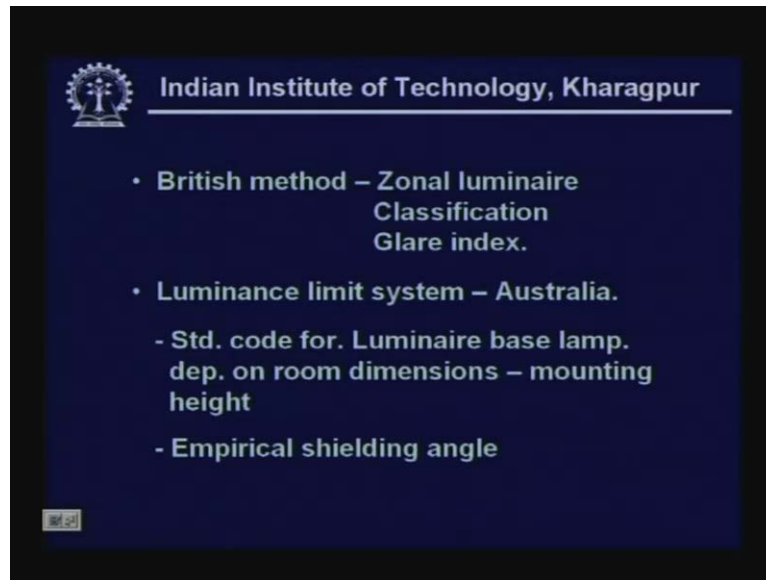 Indian Institute of Technology, Kharagpur
• British method – Zonal luminaire
Classification
Glare index.
• Luminance limit system – Australia.
- Std. code for. Luminaire base lamp.
dep. on room dimensions – mounting
height
- Empirical shielding angle